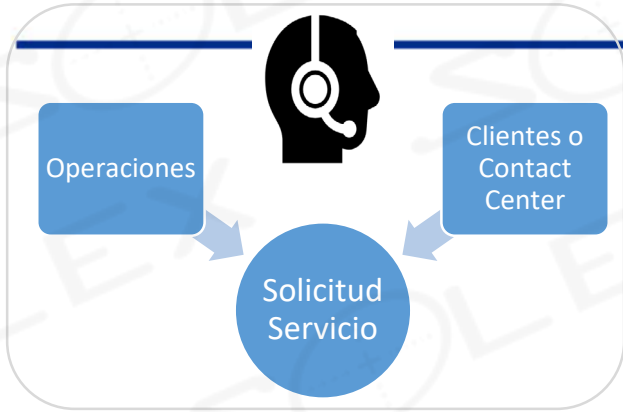 Operaciones
Clientes o
Contact
Center
Solicitud
Servicio